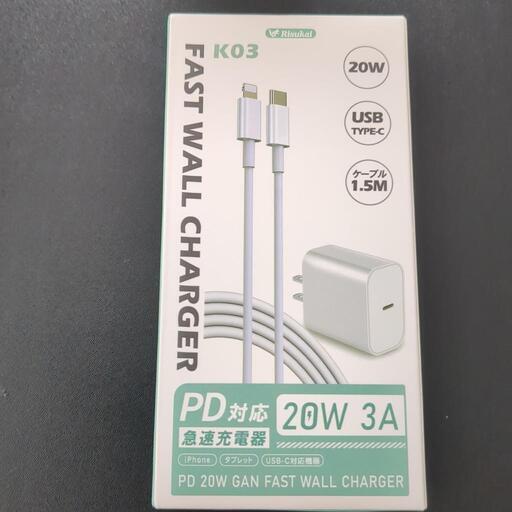 Risukai
K03
FAST WALL CHARGER
20W
USB
TYPE-C
ケーブル
1.5M
PD対応
急速充電器
20W 3A
iPhone タブレット USB-C対応機器
PD 20W GAN FAST WALL CHARGER